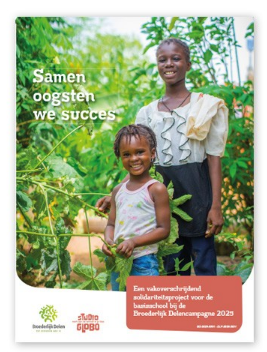 Samen
oogsten
we succes
Een vakoverschrijdend
solidariteitsproject voor de
basisschool bij de
Broederlijk Delencampagne 2025
Broederlijk Delen
STUDIO
GLOBO